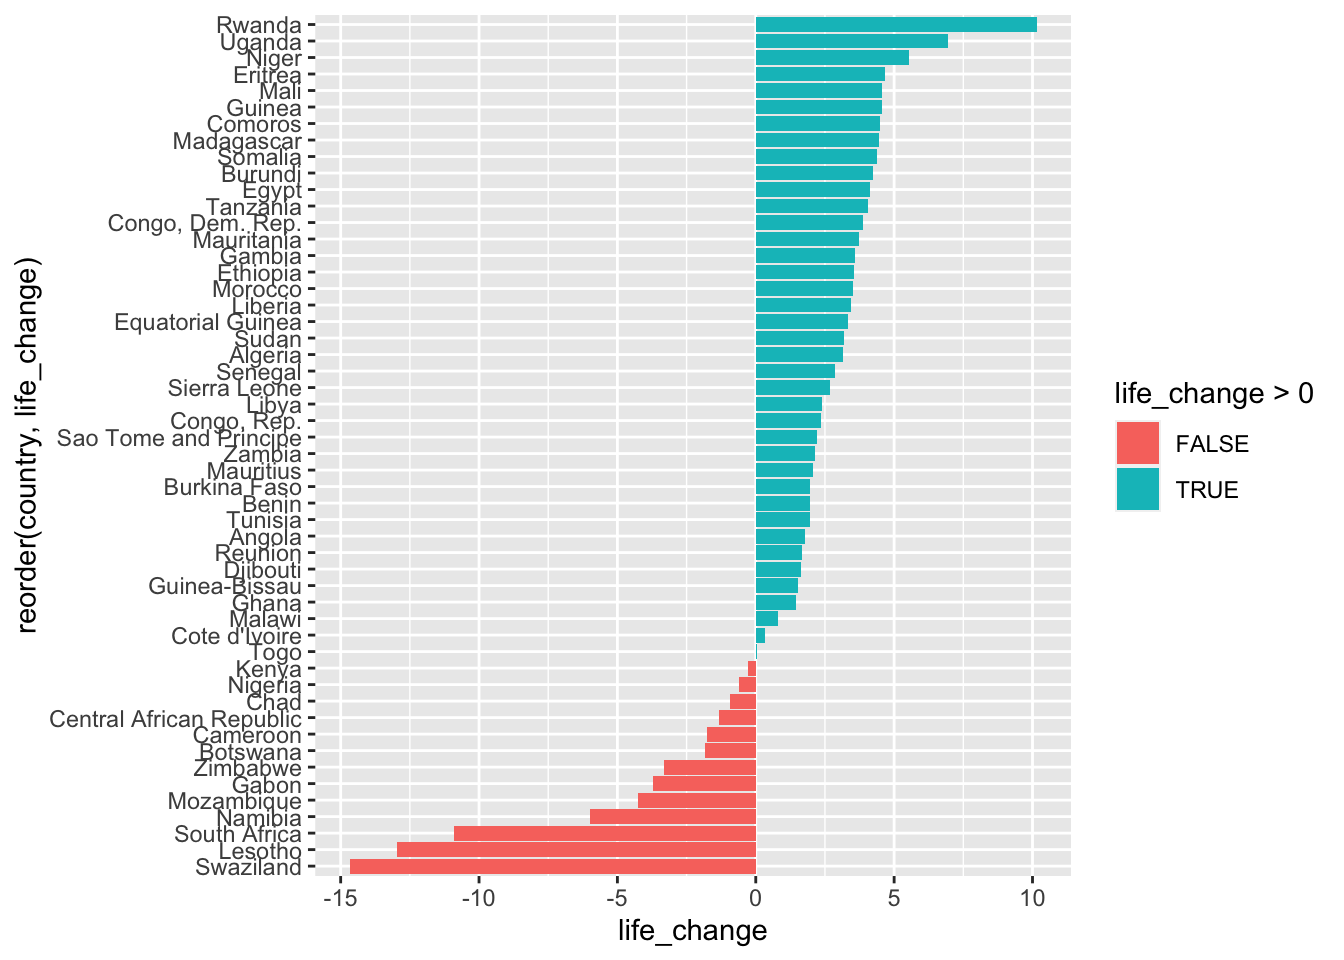 reorder(country, life_change)
Rwanda
Uganda
Niger
Eritrea
Mali
Guinea
Comoros
Madagascar
Somalia
Burundi
Egypt
Tanzania
Congo, Dem. Rep.
Mauritania
Gambia
Ethiopia
Morocco
Liberia
Equatorial Guinea
Sudan
Algeria
Senegal
Sierra Leone
Libya
Congo, Rep.
Sao Tome and Principe
Zambia
Mauritius
Burkina Faso
Benin
Tunisia
Angola
Reunion
Djibouti
Guinea-Bissau
Ghana
Malawi
Cote d'Ivoire
Togo
Kenya
Nigeria
Chad
Central African Republic
Cameroon
Botswana
Zimbabwe
Gabon
Mozambique
Namibia
South Africa
Lesotho
Swaziland
-15 -10 -5 0 5 10
life_change
life_change > 0
FALSE
TRUE